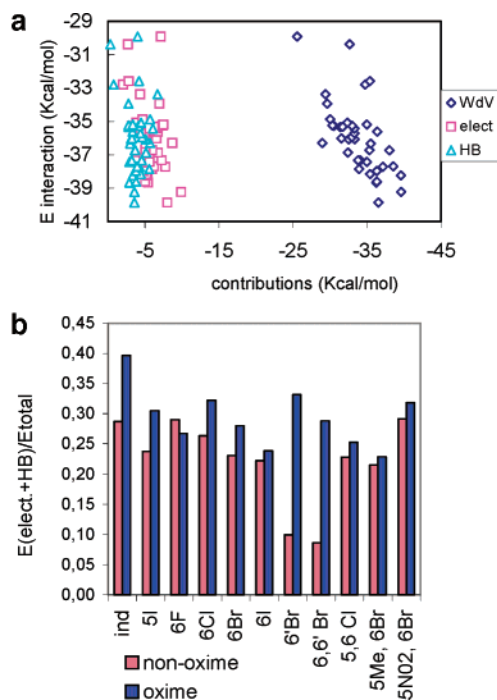 a
E interaction (Kcal/mol)
-29
-31
-33
-35
-37
-39
-41
-5
-15
-25
-35
-45
contributions (Kcal/mol)
WdV
elect
HB
b
E(elect.+HB)/Etotal
0,45
0,40
0,35
0,30
0,25
0,20
0,15
0,10
0,05
0,00
ind
5I
6F
6Cl
6Br
6I
6'Br
6,6' Br
5,6 Cl
5Me, 6Br
5N02, 6Br
non-oxime
oxime